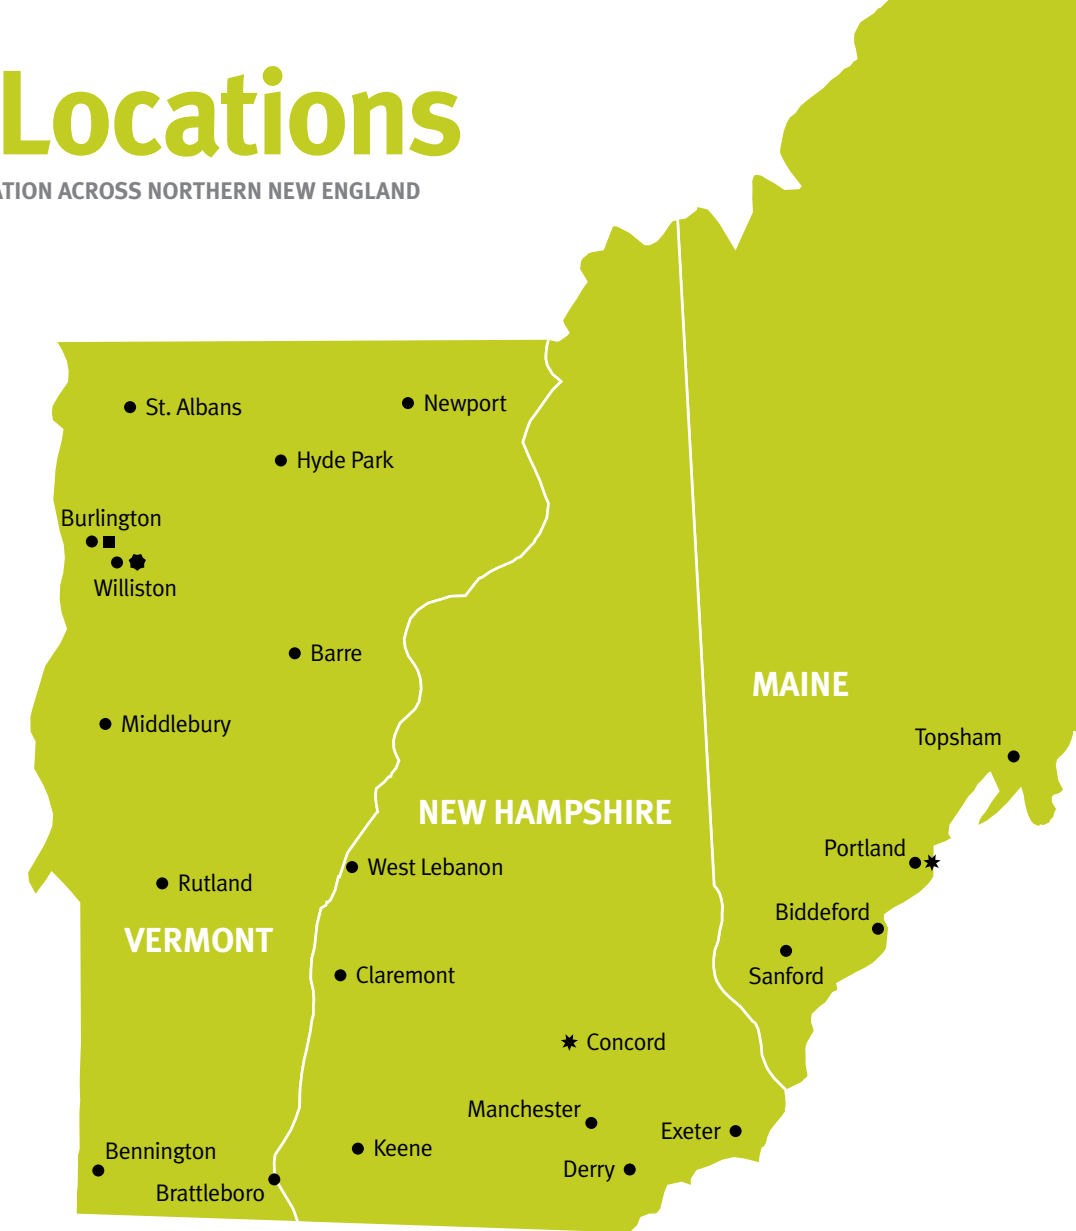 Locations
ATION ACROSS NORTHERN NEW ENGLAND
St. Albans
Newport
Hyde Park
Burlington
Williston
Barre
MAINE
Middlebury
Topsham
NEW HAMPSHIRE
Portland
West Lebanon
Rutland
Biddeford
VERMONT
Sanford
Claremont
Concord
Manchester
Exeter
Keene
Bennington
Derry
Brattleboro